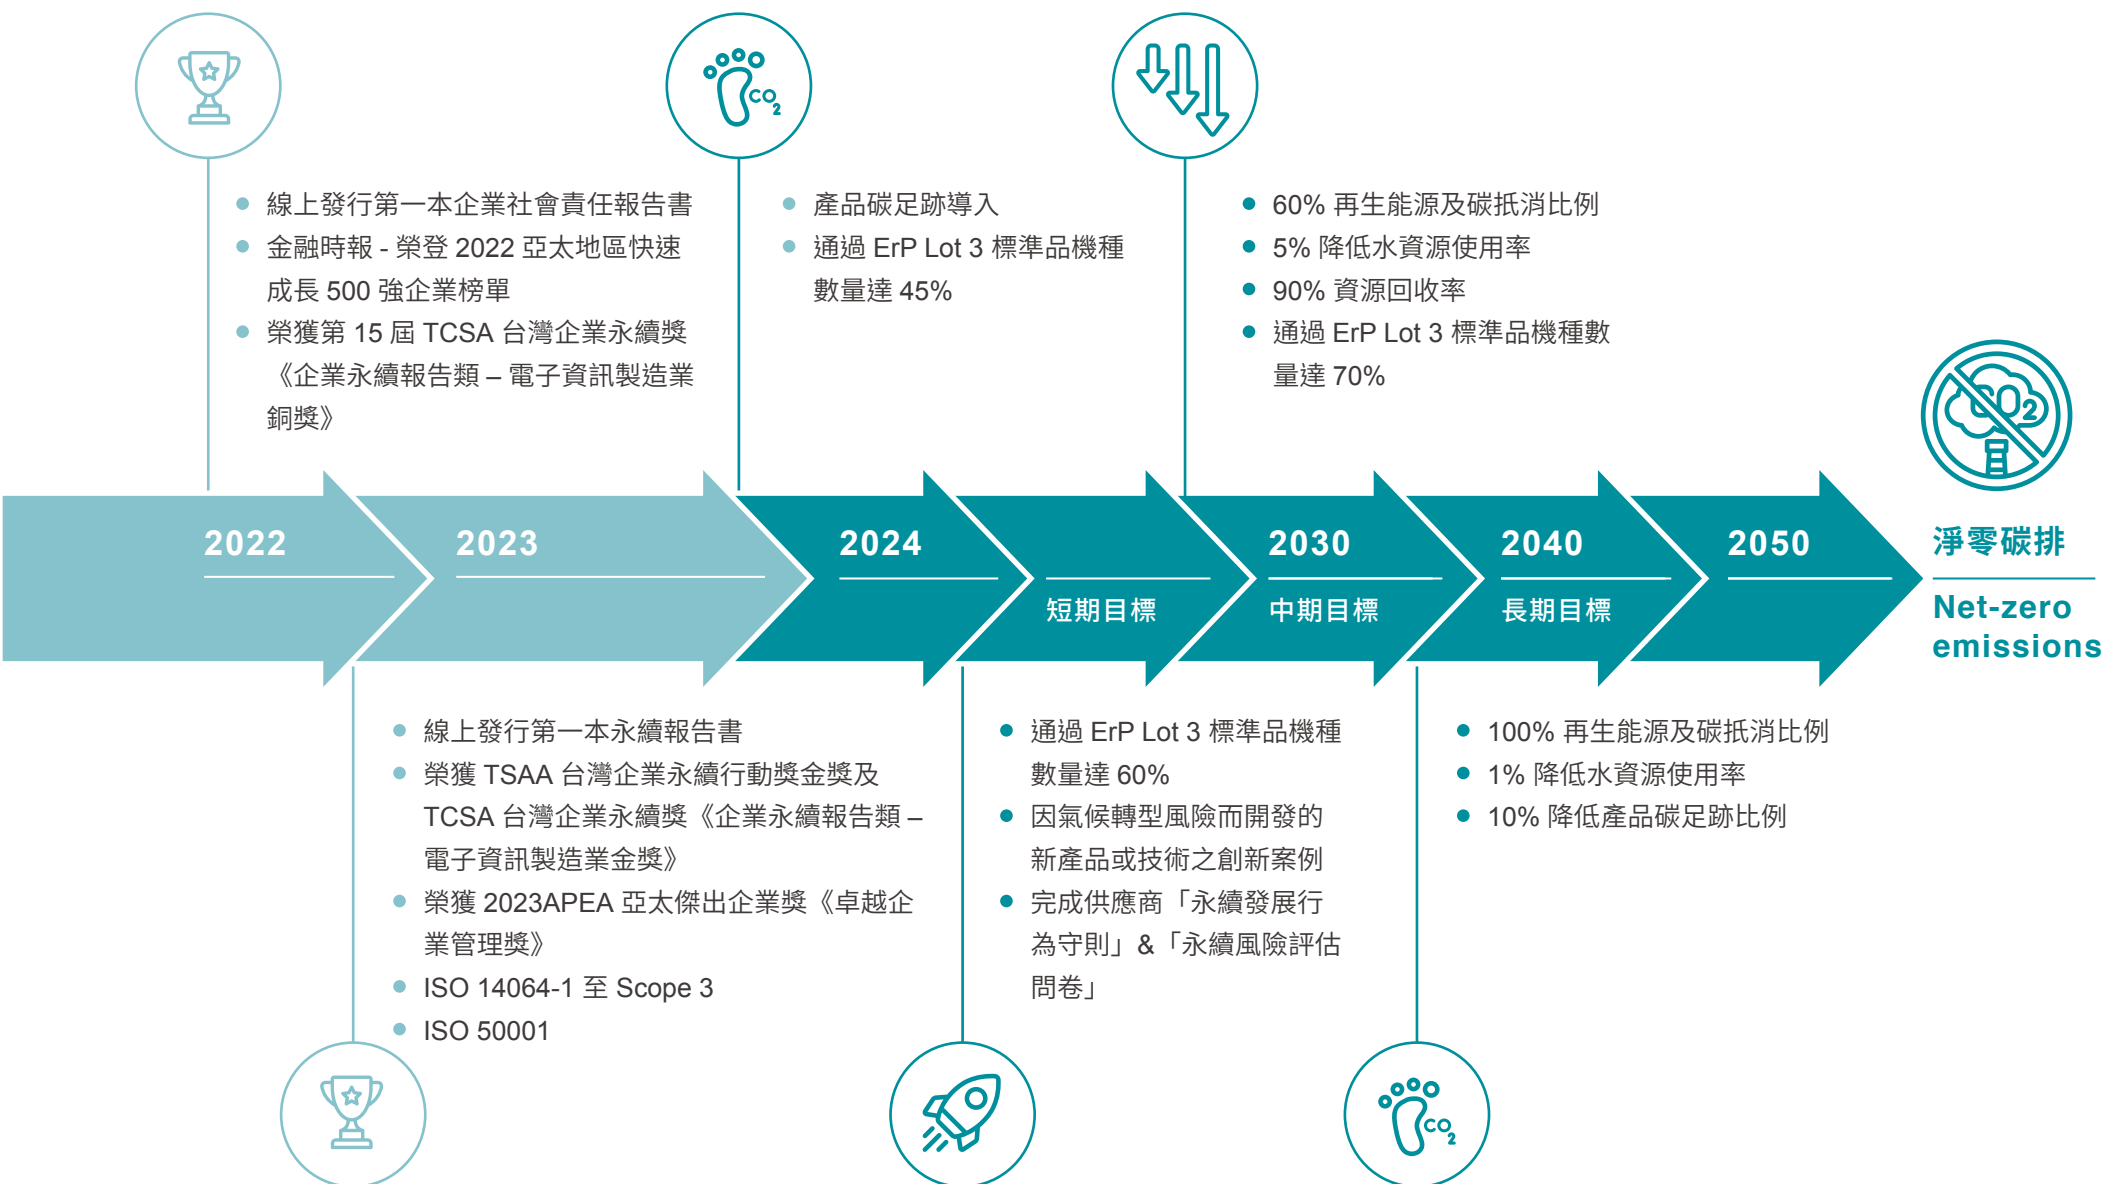 CO2
線上發行第一本企業社會責任報告書
金融時報 - 榮登 2022 亞太地區快速
成長 500 強企業榜單
榮獲第 15 屆 TCSA 台灣企業永續獎
《企業永續報告類 – 電子資訊製造業
銅獎》
產品碳足跡導入
通過 ErP Lot 3 標準品機種
數量達 45%
60% 再生能源及碳抵消比例
5% 降低水資源使用率
90% 資源回收率
通過 ErP Lot 3 標準品機種數
量達 70%
CO2
2022
2023
2024
短期目標
2030
中期目標
2040
長期目標
2050
淨零碳排
Net-zero
emissions
線上發行第一本永續報告書
榮獲 TSAA 台灣企業永續行動獎金獎及
TCSA 台灣企業永續獎《企業永續報告類 –
電子資訊製造業金獎》
榮獲 2023APEA 亞太傑出企業獎《卓越企
業管理獎》
ISO 14064-1 至 Scope 3
ISO 50001
通過 ErP Lot 3 標準品機種
數量達 60%
因氣候轉型風險而開發的
新產品或技術之創新案例
完成供應商「永續發展行
為守則」&「永續風險評估
問卷」
100% 再生能源及碳抵消比例
1% 降低水資源使用率
10% 降低產品碳足跡比例
CO2